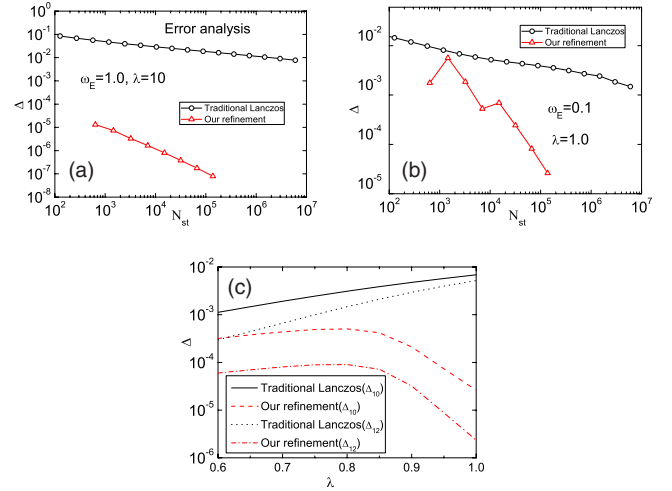 Error analysis
10^0
10^-1
10^-2
10^-3
10^-4
10^-5
10^-6
10^-7
10^-8
Δ
ω_E=1.0, λ=10
Traditional Lanczos
Our refinement
(a)
10^2 10^3 10^4 10^5 10^6 10^7
N_st
10^-2
10^-3
10^-4
10^-5
Δ
Traditional Lanczos
Our refinement
ω_E=0.1
λ=1.0
(b)
10^2 10^3 10^4 10^5 10^6 10^7
N_st
10^-2
10^-3
10^-4
10^-5
10^-6
Δ
(c)
Traditional Lanczos(Δ_10)
Our refinement(Δ_10)
Traditional Lanczos(Δ_12)
Our refinement(Δ_12)
0.6 0.7 0.8 0.9 1.0
λ